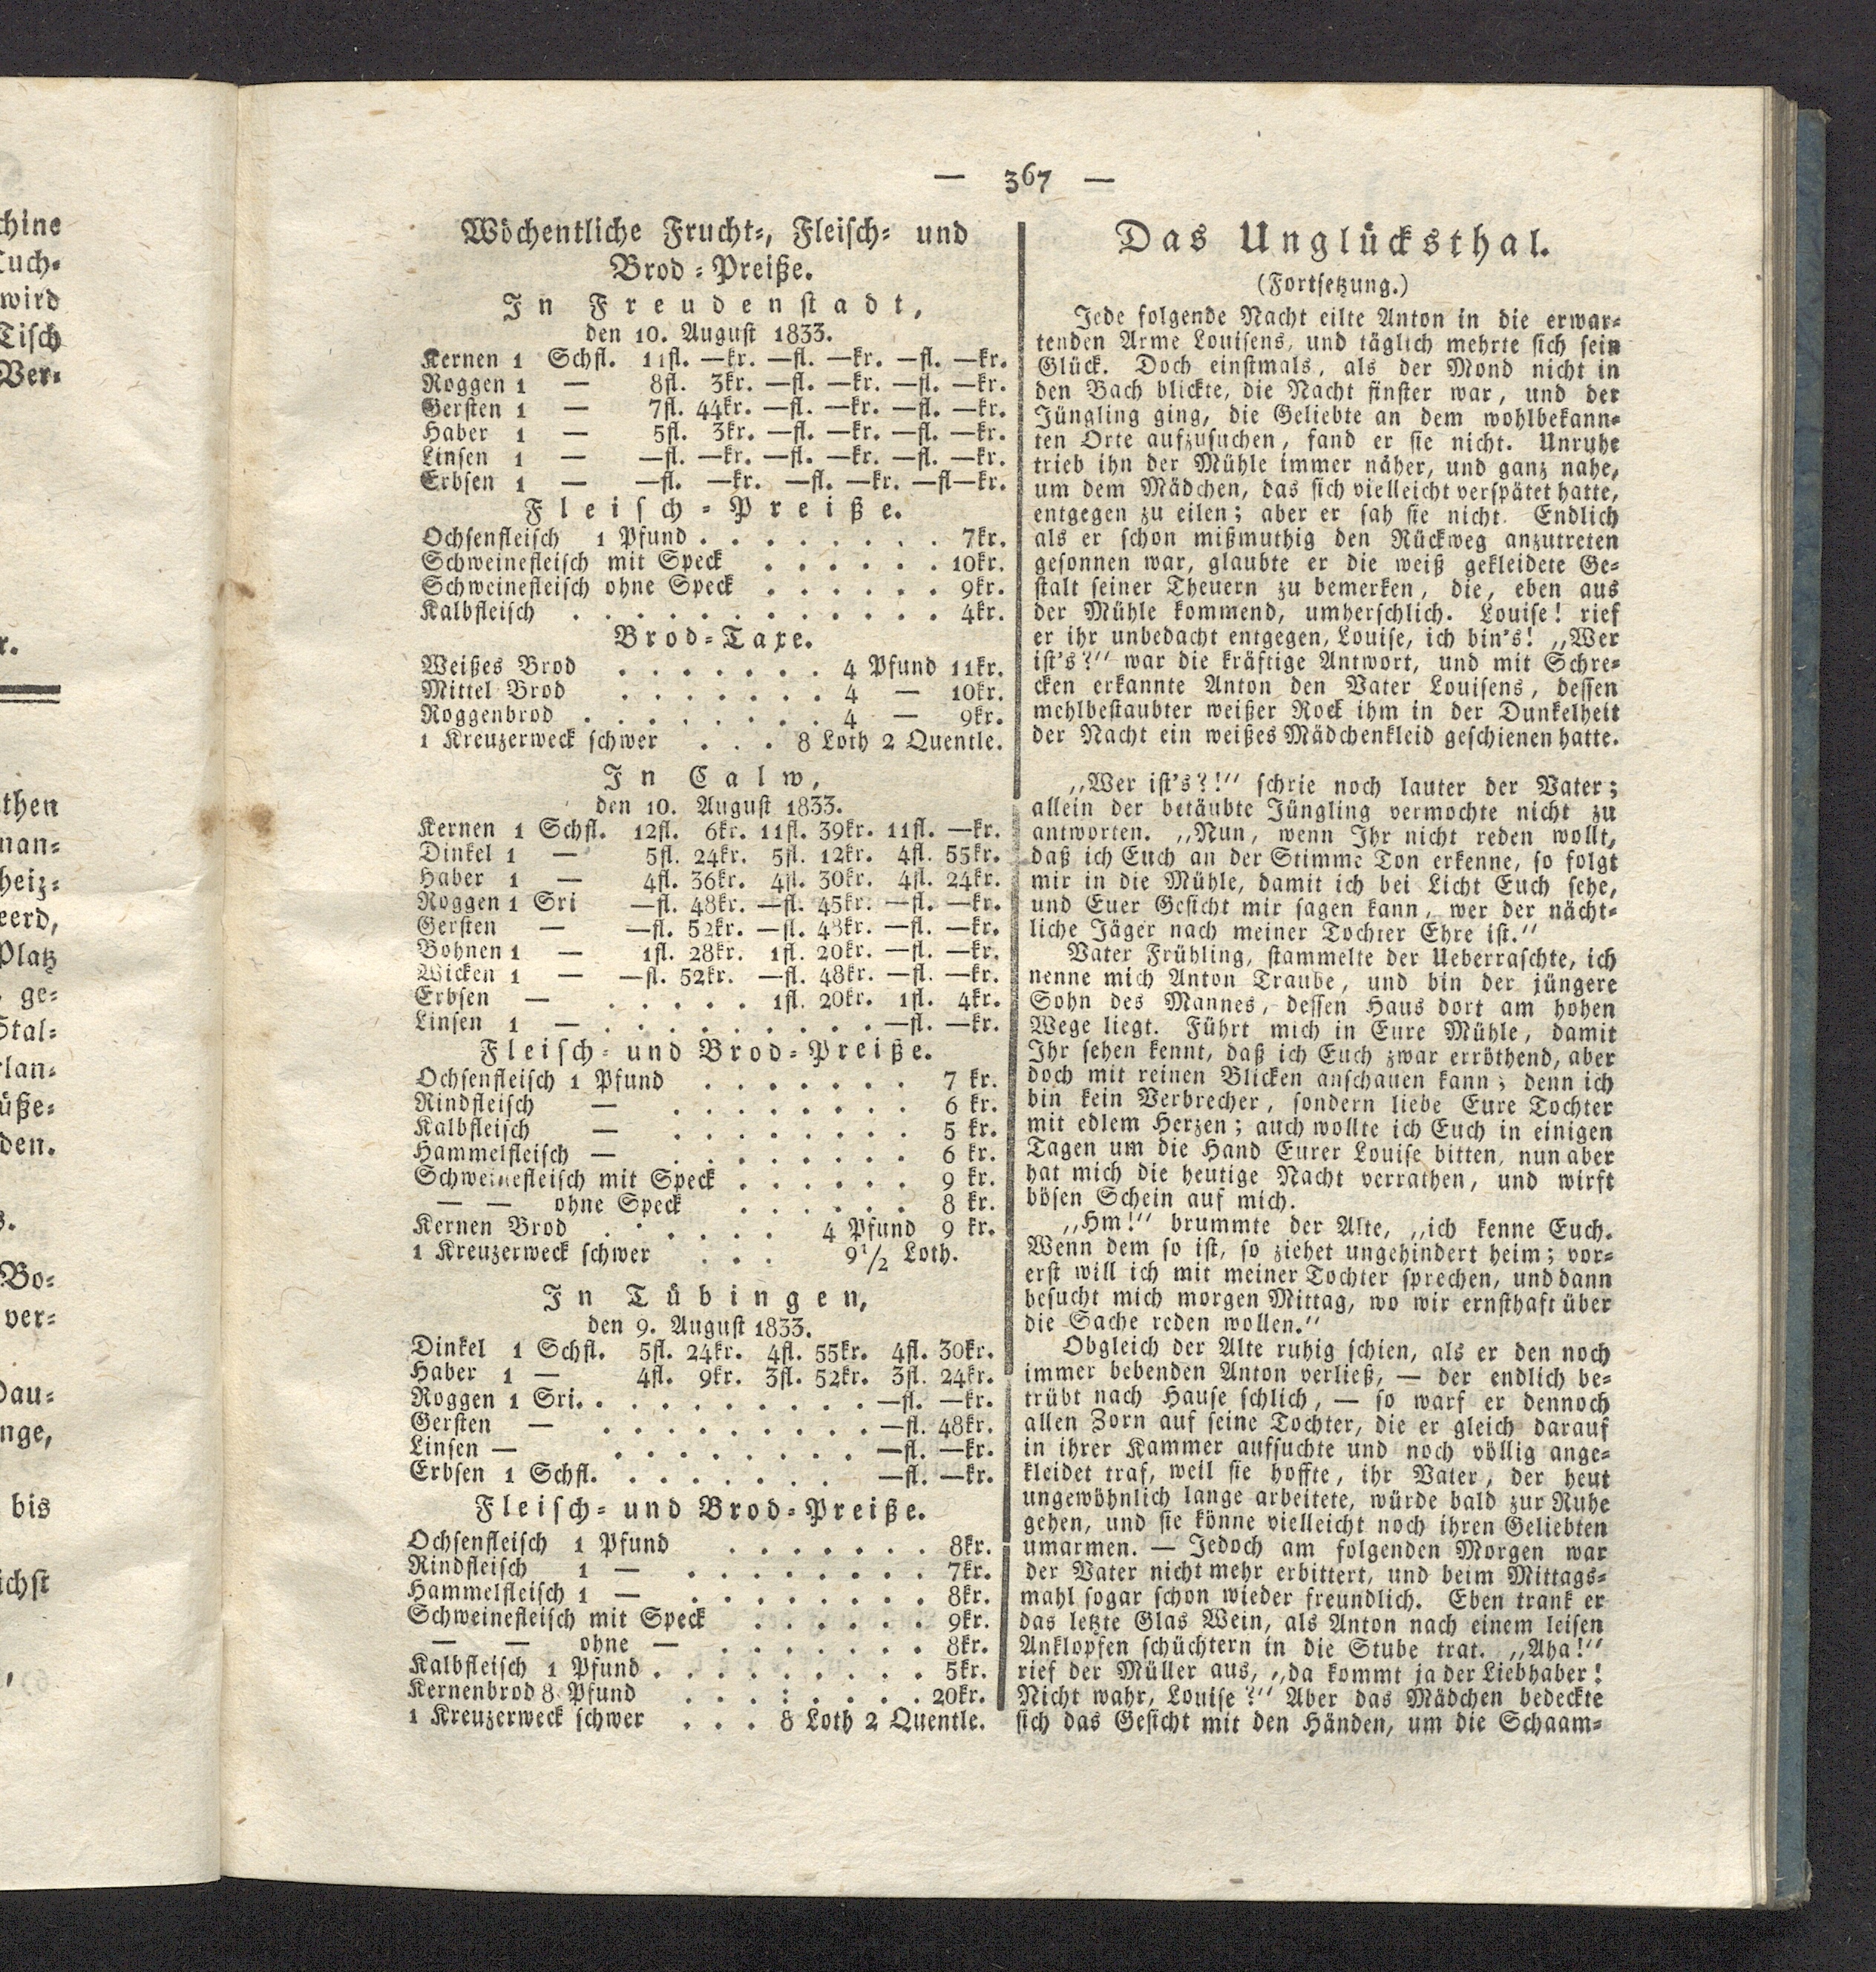 — 367 —
Wöchentliche Frucht-, Fleisch- und
Brod-Preiße.
In Freudenstadt,
den 10. August 1833.
Kernen 1 Schfl. 11fl. —kr. —fl. —kr. —fl. —kr.
Roggen 1 — 8fl. 3kr. —fl. —kr. —fl. —kr.
Gersten 1 — 7fl. 44kr. —fl. —kr. —fl. —kr.
Haber 1 — 5fl. 3kr. —fl. —kr. —fl. —kr.
Linsen 1 — —fl. —kr. —fl. —kr. —fl. —kr.
Erbsen 1 — —fl. —kr. —fl. —kr. —fl—kr.
Fleisch-Preiße.
Ochsenfleisch 1 Pfund . . . . . . . . 7kr.
Schweinefleisch mit Speck . . . . . . 10kr.
Schweinefleisch ohne Speck . . . . . . 9kr.
Kalbfleisch . . . . . . . . . . . . 4kr.
Brod-Taxe.
Weißes Brod . . . . . . . 4 Pfund 11kr.
Mittel Brod . . . . . . . 4 — 10kr.
Roggenbrod . . . . . . . . 4 — 9kr.
1 Kreuzerweck schwer . . . 8 Loth 2 Quentle.
In Calw,
den 10. August 1833.
Kernen 1 Schfl. 12fl. 6kr. 11fl. 39kr. 11fl. —kr.
Dinkel 1 — 5fl. 24kr. 5fl. 12kr. 4fl. 55kr.
Haber 1 — 4fl. 36kr. 4fl. 30kr. 4fl. 24kr.
Roggen 1 Sri —fl. 48kr. —fl. 45kr. —fl. —kr.
Gersten — —fl. 52kr. —fl. 48kr. —fl. —kr.
Bohnen 1 — 1fl. 28kr. 1fl. 20kr. —fl. —kr.
Wicken 1 — —fl. 52kr. —fl. 48kr. —fl. —kr.
Erbsen — . . . . . 1fl. 20kr. 1fl. 4kr.
Linsen 1 — . . . . . . . . . . —fl. —kr.
Fleisch- und Brod-Preiße.
Ochsenfleisch 1 Pfund . . . . . . . 7 kr.
Rindfleisch — . . . . . . . . 6 kr.
Kalbfleisch — . . . . . . . . 5 kr.
Hammelfleisch — . . . . . . . . 6 kr.
Schweinefleisch mit Speck . . . . . . 9 kr.
— — ohne Speck . . . . . . 8 kr.
Kernen Brod . . . . . 4 Pfund 9 kr.
1 Kreuzerweck schwer . . . 9 1/2 Loth.
In Tübingen,
den 9. August 1833.
Dinkel 1 Schfl. 5fl. 24kr. 4fl. 55kr. 4fl. 30kr.
Haber 1 — 4fl. 9kr. 3fl. 52kr. 3fl. 24kr.
Roggen 1 Sri. . . . . . . . . . . —fl. —kr.
Gersten — . . . . . . . . . . —fl. 48kr.
Linsen — . . . . . . . . . —fl. —kr.
Erbsen 1 Schfl. . . . . . . . . —fl. —kr.
Fleisch- und Brod-Preiße.
Ochsenfleisch 1 Pfund . . . . . . . 8kr.
Rindfleisch 1 — . . . . . . . . 7kr.
Hammelfleisch 1 — . . . . . . . . 8kr.
Schweinefleisch mit Speck . . . . . . 9kr.
— — ohne — . . . . . . . 8kr.
Kalbfleisch 1 Pfund . . . . . . . . . 5kr.
Kernenbrod 8 Pfund . . . . . . . . 20kr.
1 Kreuzerweck schwer . . . 8 Loth 2 Quentle.
Das Unglücksthal.
(Fortsetzung.)
Jede folgende Nacht eilte Anton in die erwar-
tenden Arme Louisens, und täglich mehrte sich sein
Glück. Doch einstmals, als der Mond nicht in
den Bach blickte, die Nacht finster war, und der
Jüngling ging, die Geliebte an dem wohlbekann-
ten Orte aufzusuchen, fand er sie nicht. Unruhe
trieb ihn der Mühle immer näher, und ganz nahe,
um dem Mädchen, das sich vielleicht verspätet hatte,
entgegen zu eilen; aber er sah sie nicht. Endlich
als er schon mißmuthig den Rückweg anzutreten
gesonnen war, glaubte er die weiß gekleidete Ge-
stalt seiner Theuern zu bemerken, die, eben aus
der Mühle kommend, umherschlich. Louise! rief
er ihr unbedacht entgegen, Louise, ich bin's! „Wer
ist's?“ war die kräftige Antwort, und mit Schre-
cken erkannte Anton den Vater Louisens, dessen
mehlbestaubter weißer Rock ihm in der Dunkelheit
der Nacht ein weißes Mädchenkleid geschienen hatte.
„Wer ist's?!“ schrie noch lauter der Vater;
allein der betäubte Jüngling vermochte nicht zu
antworten. „Nun, wenn Ihr nicht reden wollt,
daß ich Euch an der Stimme Ton erkenne, so folgt
mir in die Mühle, damit ich bei Licht Euch sehe,
und Euer Gesicht mir sagen kann, wer der nächt-
liche Jäger nach meiner Tochter Ehre ist.“
Vater Frühling, stammelte der Ueberraschte, ich
nenne mich Anton Traube, und bin der jüngere
Sohn des Mannes, dessen Haus dort am hohen
Wege liegt. Führt mich in Eure Mühle, damit
Ihr sehen kennt, daß ich Euch zwar erröthend, aber
doch mit reinen Blicken anschauen kann; denn ich
bin kein Verbrecher, sondern liebe Eure Tochter
mit edlem Herzen; auch wollte ich Euch in einigen
Tagen um die Hand Eurer Louise bitten, nun aber
hat mich die heutige Nacht verrathen, und wirft
bösen Schein auf mich.
„Hm!“ brummte der Alte, „ich kenne Euch.
Wenn dem so ist, so ziehet ungehindert heim; vor-
erst will ich mit meiner Tochter sprechen, und dann
besucht mich morgen Mittag, wo wir ernsthaft über
die Sache reden wollen.“
Obgleich der Alte ruhig schien, als er den noch
immer bebenden Anton verließ, — der endlich be-
trübt nach Hause schlich, — so warf er dennoch
allen Zorn auf seine Tochter, die er gleich darauf
in ihrer Kammer aufsuchte und noch völlig ange-
kleidet traf, weil sie hoffte, ihr Vater, der heut
ungewöhnlich lange arbeitete, würde bald zur Ruhe
gehen, und sie könne vielleicht noch ihren Geliebten
umarmen. — Jedoch am folgenden Morgen war
der Vater nicht mehr erbittert, und beim Mittags-
mahl sogar schon wieder freundlich. Eben trank er
das letzte Glas Wein, als Anton nach einem leisen
Anklopfen schüchtern in die Stube trat. „Aha!“
rief der Müller aus, „da kommt ja der Liebhaber!
Nicht wahr, Louise?“ Aber das Mädchen bedeckte
sich das Gesicht mit den Händen, um die Schaam-